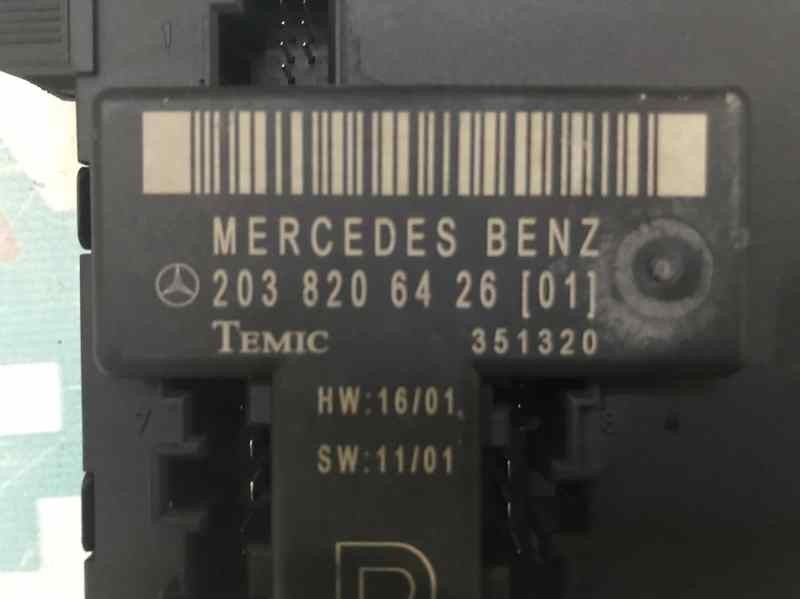 MERCEDES BENZ
203 820 64 26 [01]
TEMIC 351320
HW:16/01
SW:11/01